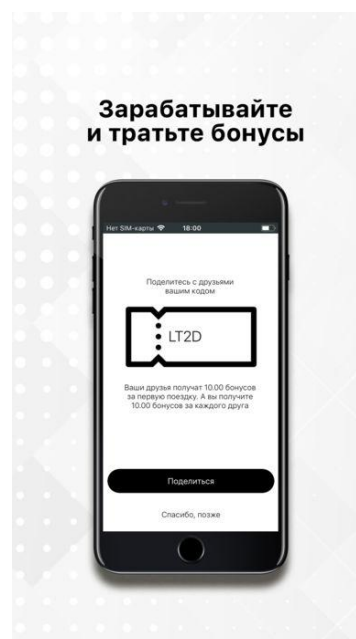 Зарабатывайте
и тратьте бонусы
Нет SIM-карты 18:00
Поделитесь с друзьями
вашим кодом
LT2D
Ваши друзья получат 10.00 бонусов
за первую поездку. А вы получите
10.00 бонусов за каждого друга
Поделиться
Спасибо, позже